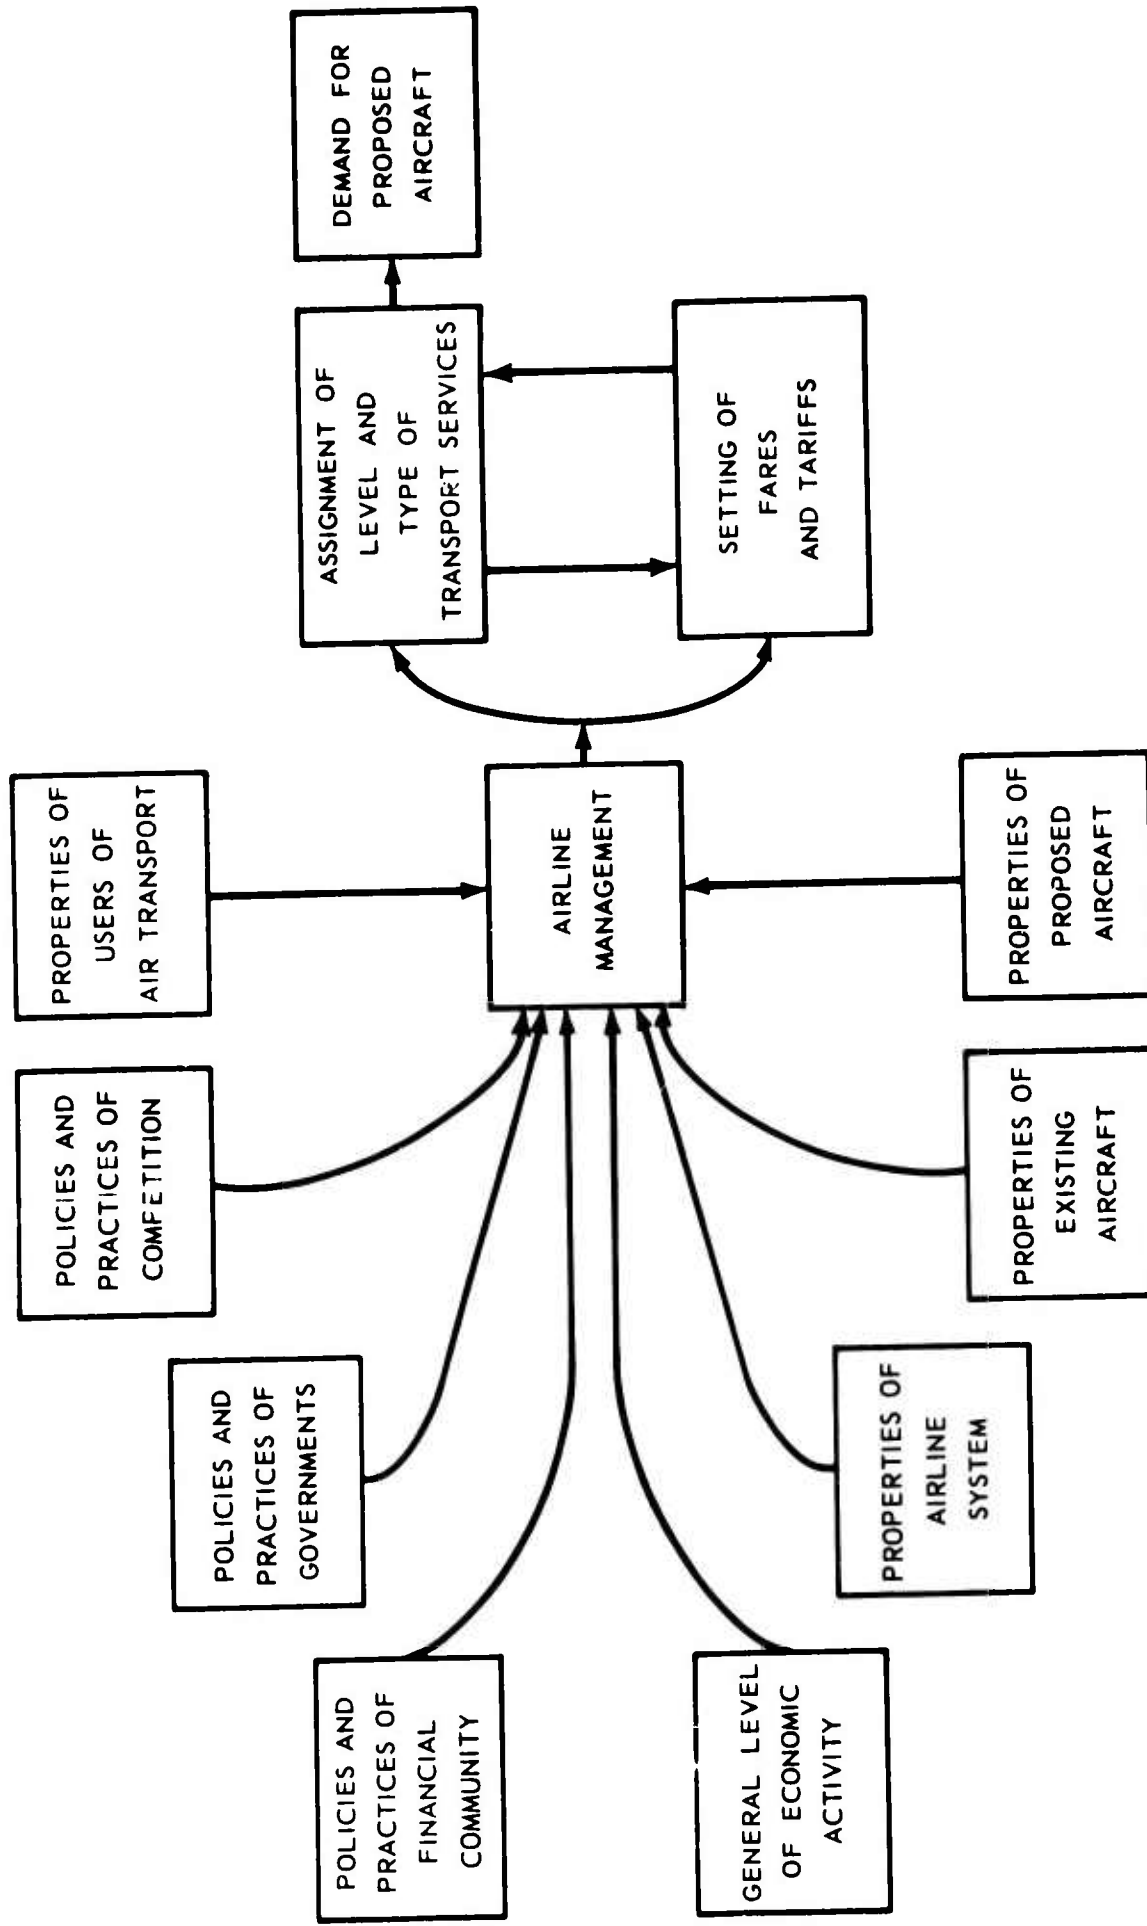 POLICIES AND
PRACTICES OF
FINANCIAL
COMMUNITY
GENERAL LEVEL
OF ECONOMIC
ACTIVITY
POLICIES AND
PRACTICES OF
GOVERNMENTS
PROPERTIES OF
AIRLINE
SYSTEM
POLICIES AND
PRACTICES OF
COMPETITION
PROPERTIES OF
EXISTING
AIRCRAFT
PROPERTIES OF
USERS OF
AIR TRANSPORT
AIRLINE
MANAGEMENT
PROPERTIES OF
PROPOSED
AIRCRAFT
ASSIGNMENT OF
LEVEL AND
TYPE OF
TRANSPORT SERVICES
SETTING OF
FARES
AND TARIFFS
DEMAND FOR
PROPOSED
AIRCRAFT